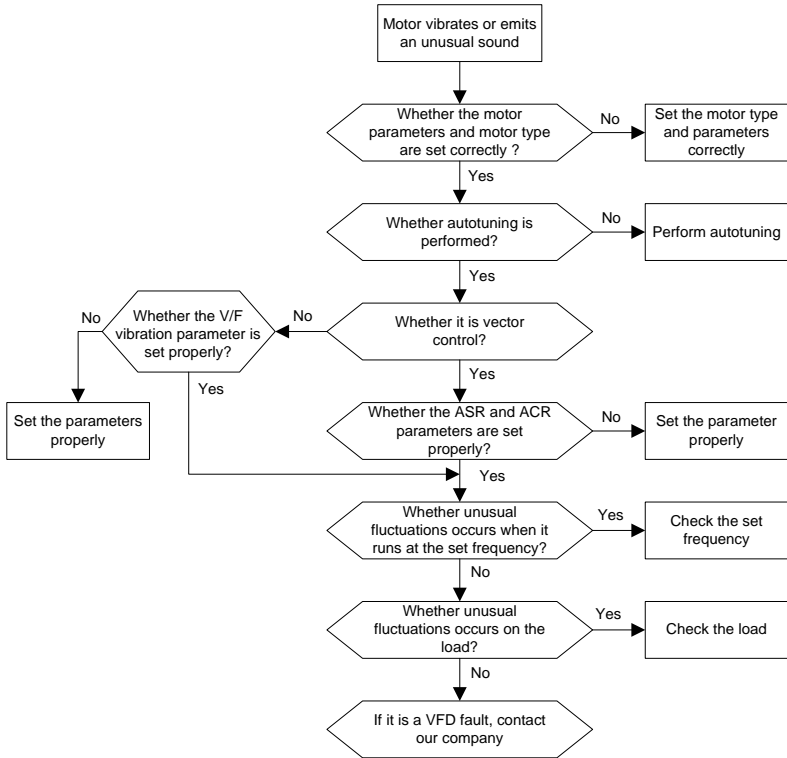 Motor vibrates or emits
an unusual sound
Whether the motor
parameters and motor type
are set correctly ?
No
Set the motor type
and parameters
correctly
Yes
Whether autotuning is
performed?
No
Perform autotuning
Yes
Whether the V/F
vibration parameter is
set properly?
No
No
Whether it is vector
control?
Yes
Yes
Set the parameters
properly
Whether the ASR and ACR
parameters are set
properly?
No
Set the parameter
properly
Yes
Whether unusual
fluctuations occurs when it
runs at the set frequency?
Yes
Check the set
frequency
No
Whether unusual
fluctuations occurs on the
load?
Yes
Check the load
No
If it is a VFD fault, contact
our company